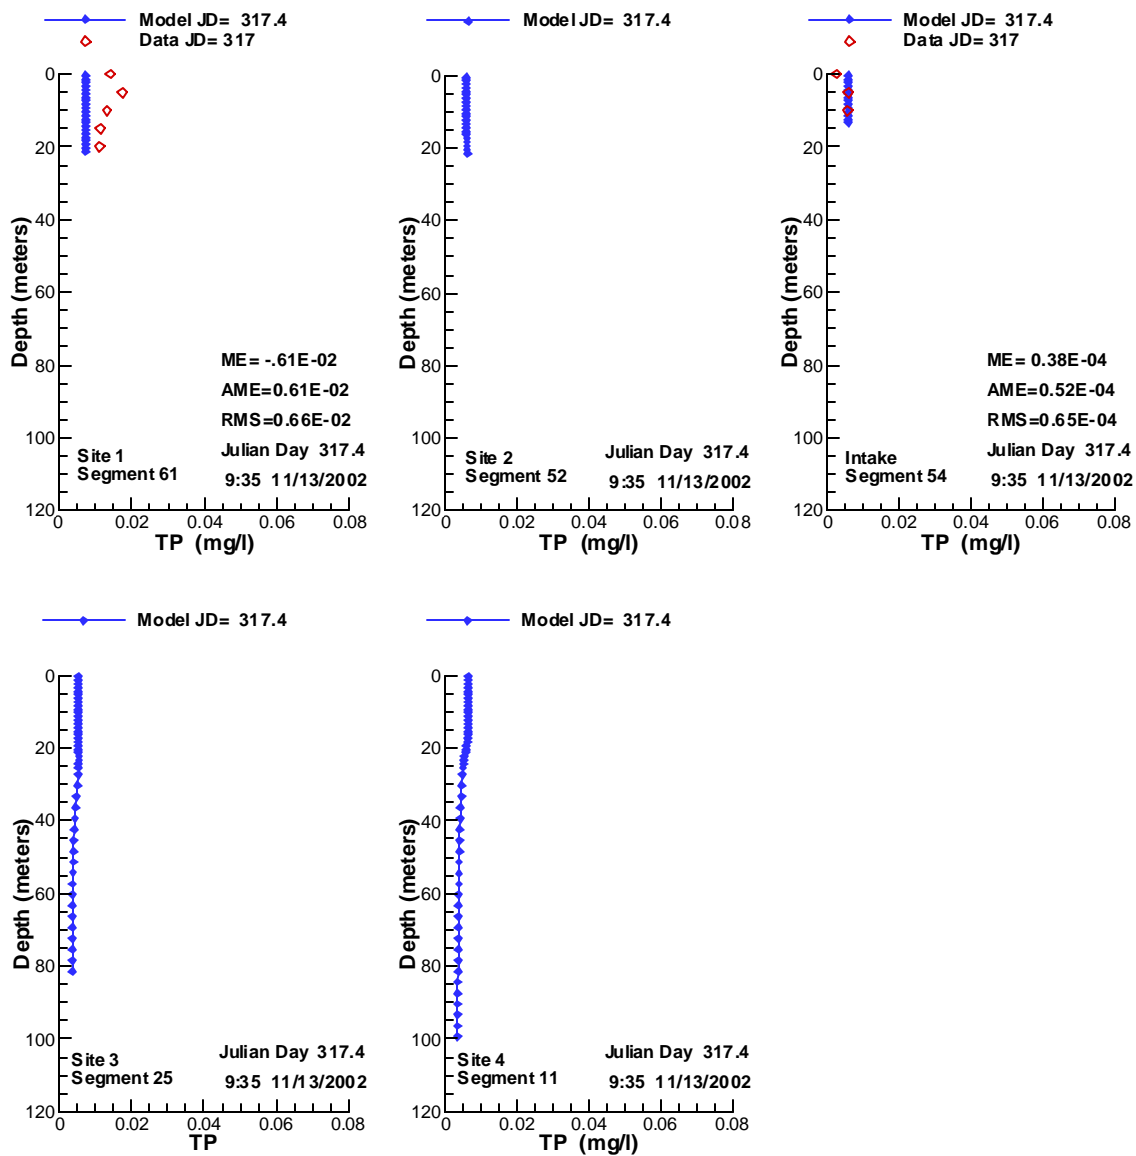 Model JD= 317.4
Data JD= 317
0
20
40
60
80
100
120
Depth (meters)
ME= -.61E-02
AME=0.61E-02
RMS=0.66E-02
Julian Day 317.4
9:35 11/13/2002
Site 1
Segment 61
0 0.02 0.04 0.06 0.08
TP (mg/l)
Model JD= 317.4
0
20
40
60
80
100
120
Depth (meters)
Julian Day 317.4
9:35 11/13/2002
Site 2
Segment 52
0 0.02 0.04 0.06 0.08
TP (mg/l)
Model JD= 317.4
Data JD= 317
0
20
40
60
80
100
120
Depth (meters)
ME= 0.38E-04
AME=0.52E-04
RMS=0.65E-04
Julian Day 317.4
9:35 11/13/2002
Intake
Segment 54
0 0.02 0.04 0.06 0.08
TP (mg/l)
Model JD= 317.4
0
20
40
60
80
100
120
Depth (meters)
Julian Day 317.4
9:35 11/13/2002
Site 3
Segment 25
0 0.02 0.04 0.06 0.08
TP
Model JD= 317.4
0
20
40
60
80
100
120
Depth (meters)
Julian Day 317.4
9:35 11/13/2002
Site 4
Segment 11
0 0.02 0.04 0.06 0.08
TP (mg/l)